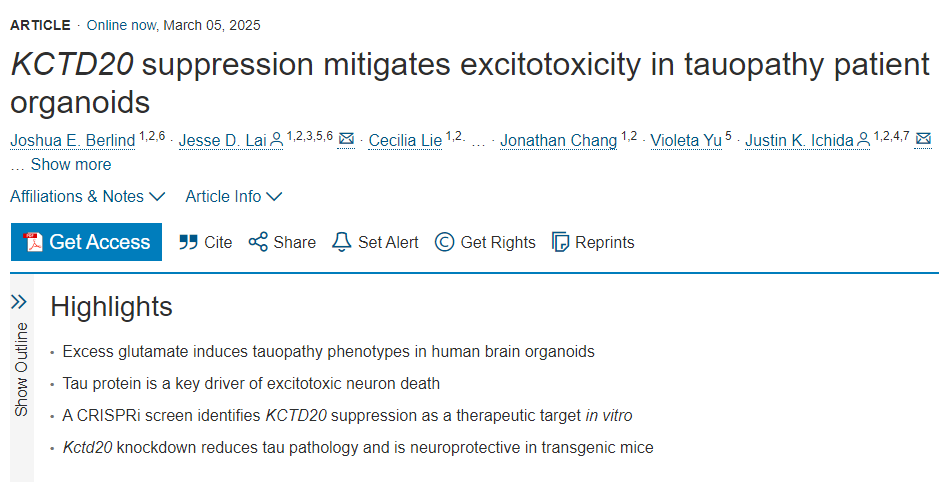 ARTICLE · Online now, March 05, 2025
KCTD20 suppression mitigates excitotoxicity in tauopathy patient
organoids
Joshua E. Berlind 1,2,6 · Jesse D. Lai 1,2,3,5,6 · Cecilia Lie 1,2. ... · Jonathan Chang 1,2 · Violeta Yu 5 · Justin K. Ichida 1,2,4,7
... Show more
Affiliations & Notes Article Info
PDF Get Access Cite Share Set Alert Get Rights Reprints
Show Outline
Highlights
• Excess glutamate induces tauopathy phenotypes in human brain organoids
• Tau protein is a key driver of excitotoxic neuron death
• A CRISPRi screen identifies KCTD20 suppression as a therapeutic target in vitro
• Kctd20 knockdown reduces tau pathology and is neuroprotective in transgenic mice